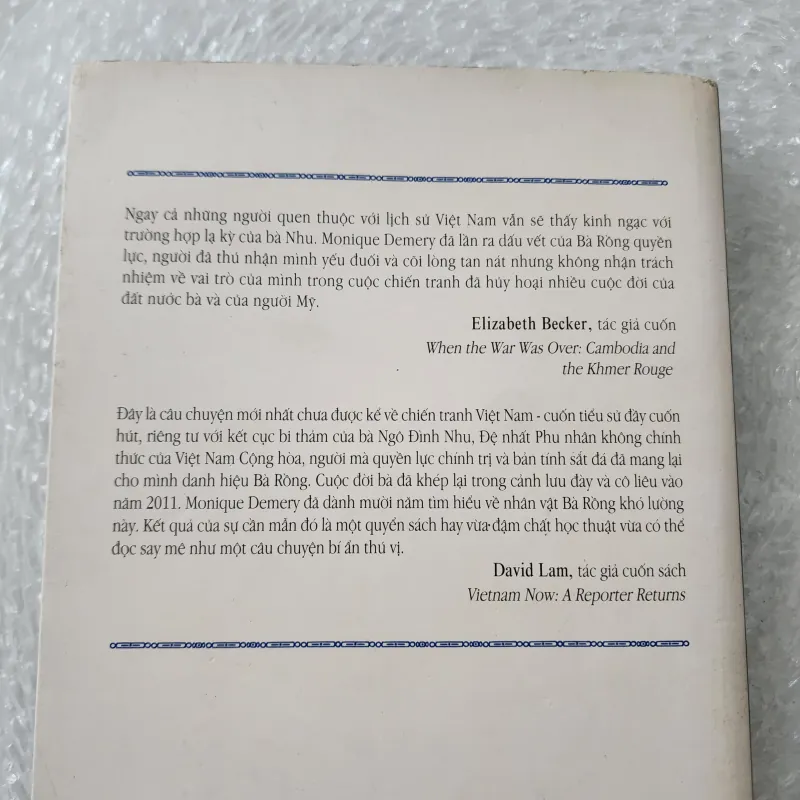 Ngay cả những người quen thuộc với lịch sử Việt Nam vẫn sẽ thấy kinh ngạc với
trường hợp lạ kỳ của bà Nhu. Monique Demery đã lần ra dấu vết của Bà Rồng quyền
lực, người đã thú nhận mình yếu đuối và cõi lòng tan nát nhưng không nhận trách
nhiệm về vai trò của mình trong cuộc chiến tranh đã hủy hoại nhiều cuộc đời của
đất nước bà và của người Mỹ.
Elizabeth Becker, tác giả cuốn
When the War Was Over: Cambodia and
the Khmer Rouge
Đây là câu chuyện mới nhất chưa được kể về chiến tranh Việt Nam - cuốn tiểu sử đầy cuốn
hút, riêng tư với kết cục bi thảm của bà Ngô Đình Nhu, Đệ nhất Phu nhân không chính
thức của Việt Nam Cộng hòa, người mà quyền lực chính trị và bản tính sắt đá đã mang lại
cho mình danh hiệu Bà Rồng. Cuộc đời bà đã khép lại trong cảnh lưu đày và cô liêu vào
năm 2011. Monique Demery đã dành mười năm tìm hiểu về nhân vật Bà Rồng khó lường
này. Kết quả của sự cần mẫn đó là một quyển sách hay vừa đậm chất học thuật vừa có thể
đọc say mê như một câu chuyện bí ẩn thú vị.
David Lam, tác giả cuốn sách
Vietnam Now: A Reporter Returns